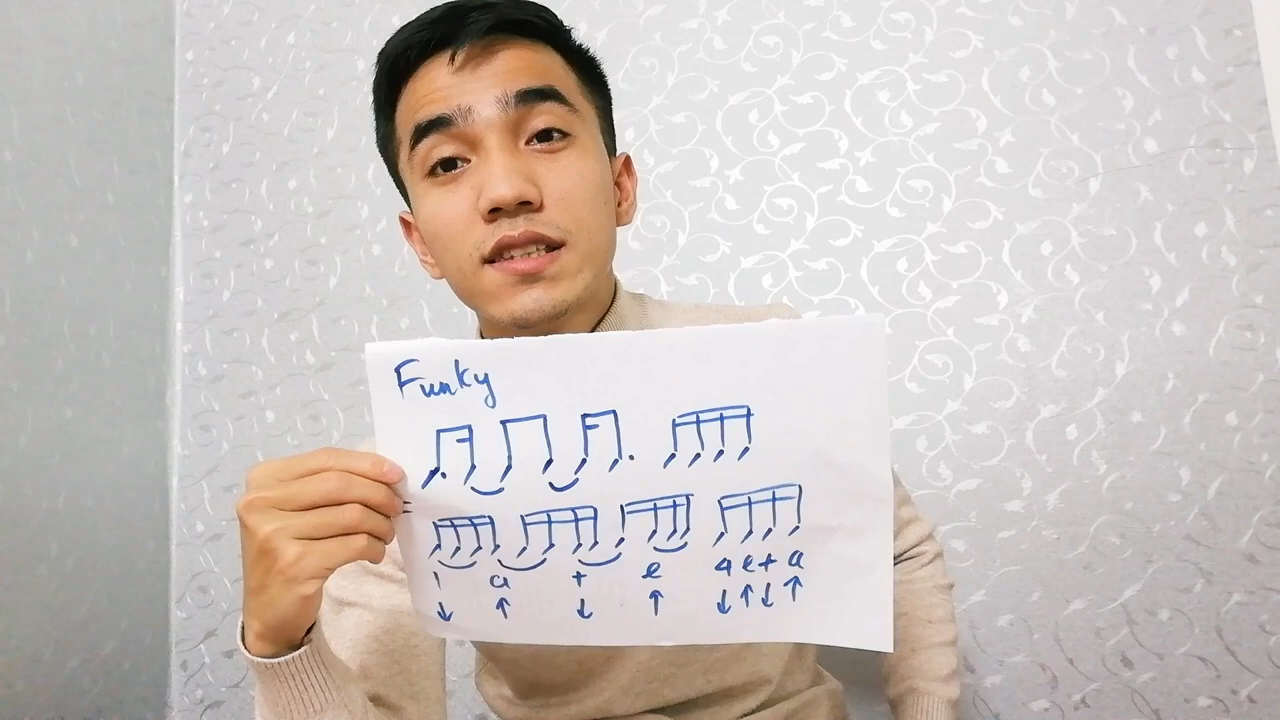 Funky
=
1 a + e 4 e + a
↓ ↑ ↓ ↑ ↓ ↑ ↓ ↑